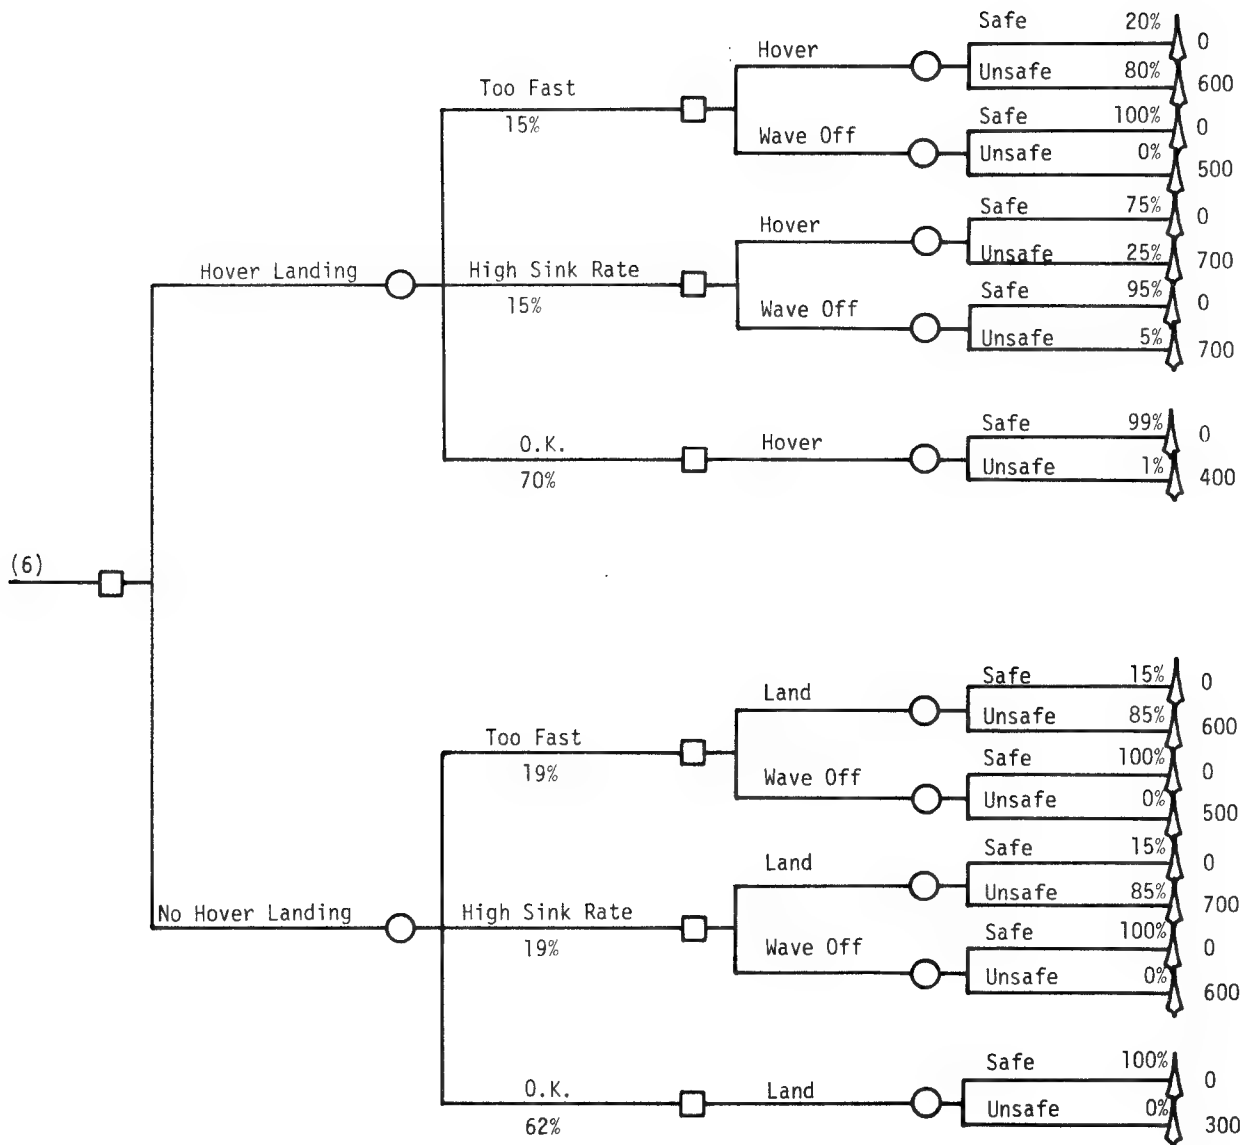 Safe 20% 0
Hover
Unsafe 80% 600
Too Fast
15%
Safe 100% 0
Wave Off
Unsafe 0% 500
Safe 75% 0
Hover
Unsafe 25% 700
Hover Landing
High Sink Rate
15%
Safe 95% 0
Wave Off
Unsafe 5% 700
O.K.
70%
Hover
Safe 99% 0
Unsafe 1% 400
(6)
Safe 15% 0
Land
Unsafe 85% 600
Too Fast
19%
Safe 100% 0
Wave Off
Unsafe 0% 500
Safe 15% 0
Land
Unsafe 85% 700
No Hover Landing
High Sink Rate
19%
Safe 100% 0
Wave Off
Unsafe 0% 600
O.K.
62%
Land
Safe 100% 0
Unsafe 0% 300